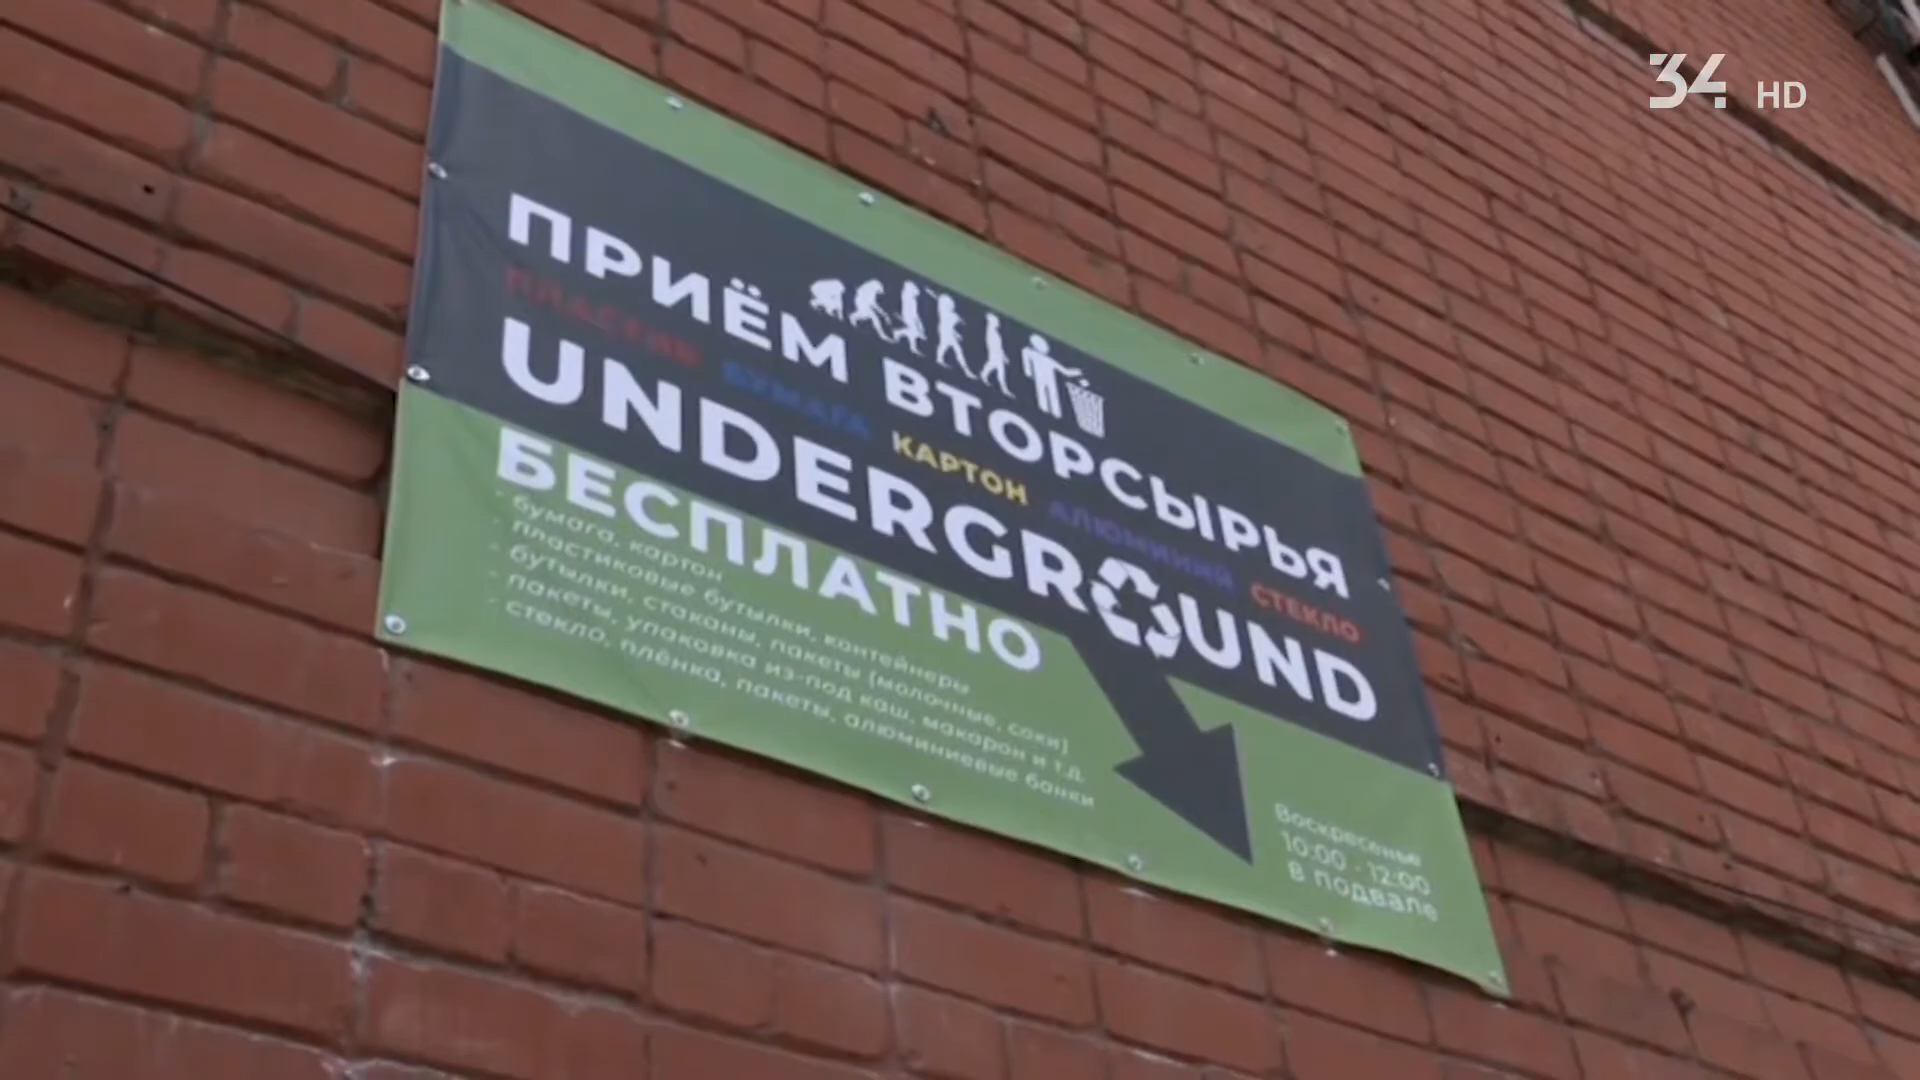 34 HD
ПРИЁМ ВТОРСЫРЬЯ
ПЛАСТИК БУМАГА КАРТОН АЛЮМИНИЙ СТЕКЛО
UNDERGROUND
БЕСПЛАТНО
- бумага, картон
- пластиковые бутылки, контейнеры
- бутылки, стаканы, пакеты (молочные, соки)
- пакеты, упаковка из-под каш, макарон и т.д.
- стекло, плёнка, пакеты, алюминиевые банки
Воскресенье
10:00 - 12:00
В подвале